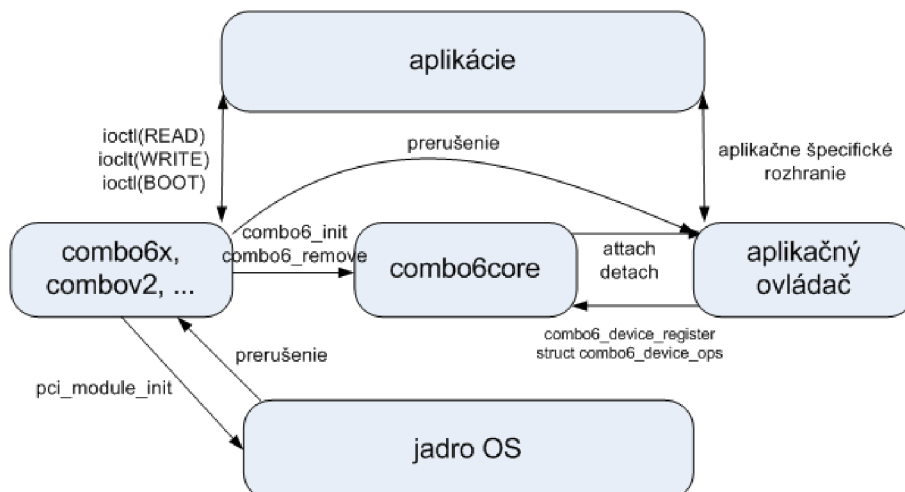 aplikácie
ioctl(READ)
ioclt(WRITE)
ioctl(BOOT)
prerušenie
aplikačne špecifické
rozhranie
combo6x,
combov2, ...
combo6_init
combo6_remove
combo6core
attach
detach
aplikačný
ovládač
combo6_device_register
struct combo6_device_ops
prerušenie
pci_module_init
jadro OS